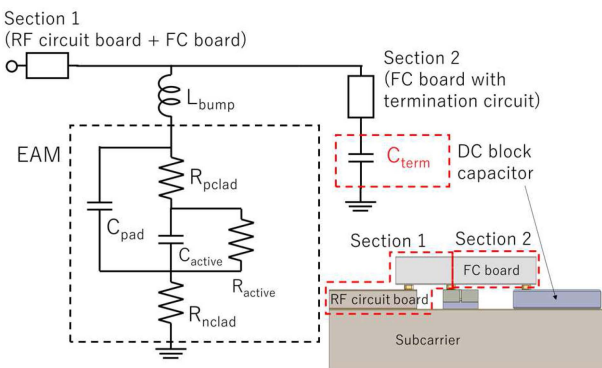 Section 1
(RF circuit board + FC board)
Section 2
(FC board with
termination circuit)
L_bump
EAM
C_term
DC block
capacitor
R_pclad
C_pad
C_active
R_active
R_nclad
Section 1
Section 2
FC board
RF circuit board
Subcarrier